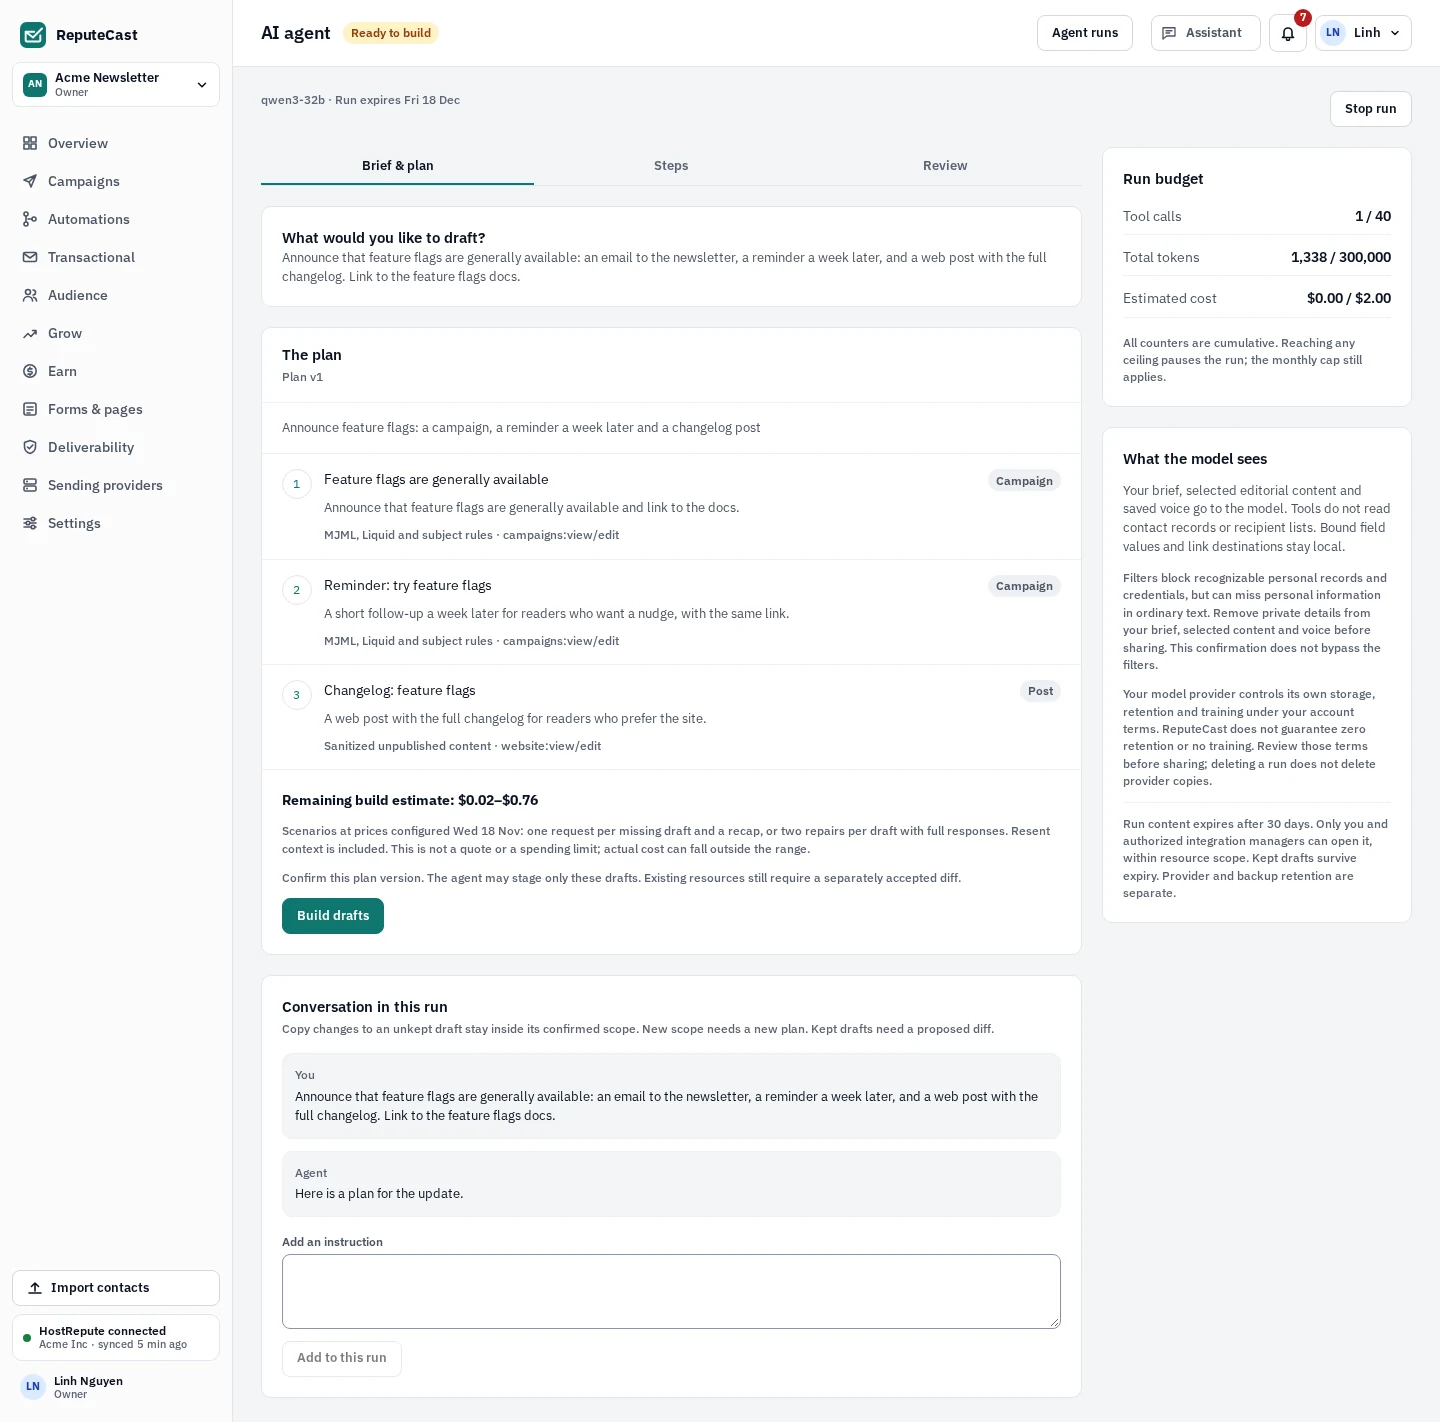 ReputeCast
AN
Acme Newsletter
Owner
Overview
Campaigns
Automations
Transactional
Audience
Grow
Earn
Forms & pages
Deliverability
Sending providers
Settings
Import contacts
HostRepute connected
Acme Inc · synced 5 min ago
LN
Linh Nguyen
Owner
AI agent
Ready to build
Agent runs
Assistant
7
LN
Linh
qwen3-32b · Run expires Fri 18 Dec
Stop run
Brief & plan
Steps
Review
What would you like to draft?
Announce that feature flags are generally available: an email to the newsletter, a reminder a week later, and a web post with the full
changelog. Link to the feature flags docs.
The plan
Plan v1
Announce feature flags: a campaign, a reminder a week later and a changelog post
1
Feature flags are generally available
Campaign
Announce that feature flags are generally available and link to the docs.
MJML, Liquid and subject rules · campaigns:view/edit
2
Reminder: try feature flags
Campaign
A short follow-up a week later for readers who want a nudge, with the same link.
MJML, Liquid and subject rules · campaigns:view/edit
3
Changelog: feature flags
Post
A web post with the full changelog for readers who prefer the site.
Sanitized unpublished content · website:view/edit
Remaining build estimate: $0.02–$0.76
Scenarios at prices configured Wed 18 Nov: one request per missing draft and a recap, or two repairs per draft with full responses. Resent
context is included. This is not a quote or a spending limit; actual cost can fall outside the range.
Confirm this plan version. The agent may stage only these drafts. Existing resources still require a separately accepted diff.
Build drafts
Conversation in this run
Copy changes to an unkept draft stay inside its confirmed scope. New scope needs a new plan. Kept drafts need a proposed diff.
You
Announce that feature flags are generally available: an email to the newsletter, a reminder a week later, and a web post with the
full changelog. Link to the feature flags docs.
Agent
Here is a plan for the update.
Add an instruction
Add to this run
Run budget
Tool calls
1 / 40
Total tokens
1,338 / 300,000
Estimated cost
$0.00 / $2.00
All counters are cumulative. Reaching any
ceiling pauses the run; the monthly cap still
applies.
What the model sees
Your brief, selected editorial content and
saved voice go to the model. Tools do not read
contact records or recipient lists. Bound field
values and link destinations stay local.
Filters block recognizable personal records and
credentials, but can miss personal information
in ordinary text. Remove private details from
your brief, selected content and voice before
sharing. This confirmation does not bypass the
filters.
Your model provider controls its own storage,
retention and training under your account
terms. ReputeCast does not guarantee zero
retention or no training. Review those terms
before sharing; deleting a run does not delete
provider copies.
Run content expires after 30 days. Only you and
authorized integration managers can open it,
within resource scope. Kept drafts survive
expiry. Provider and backup retention are
separate.